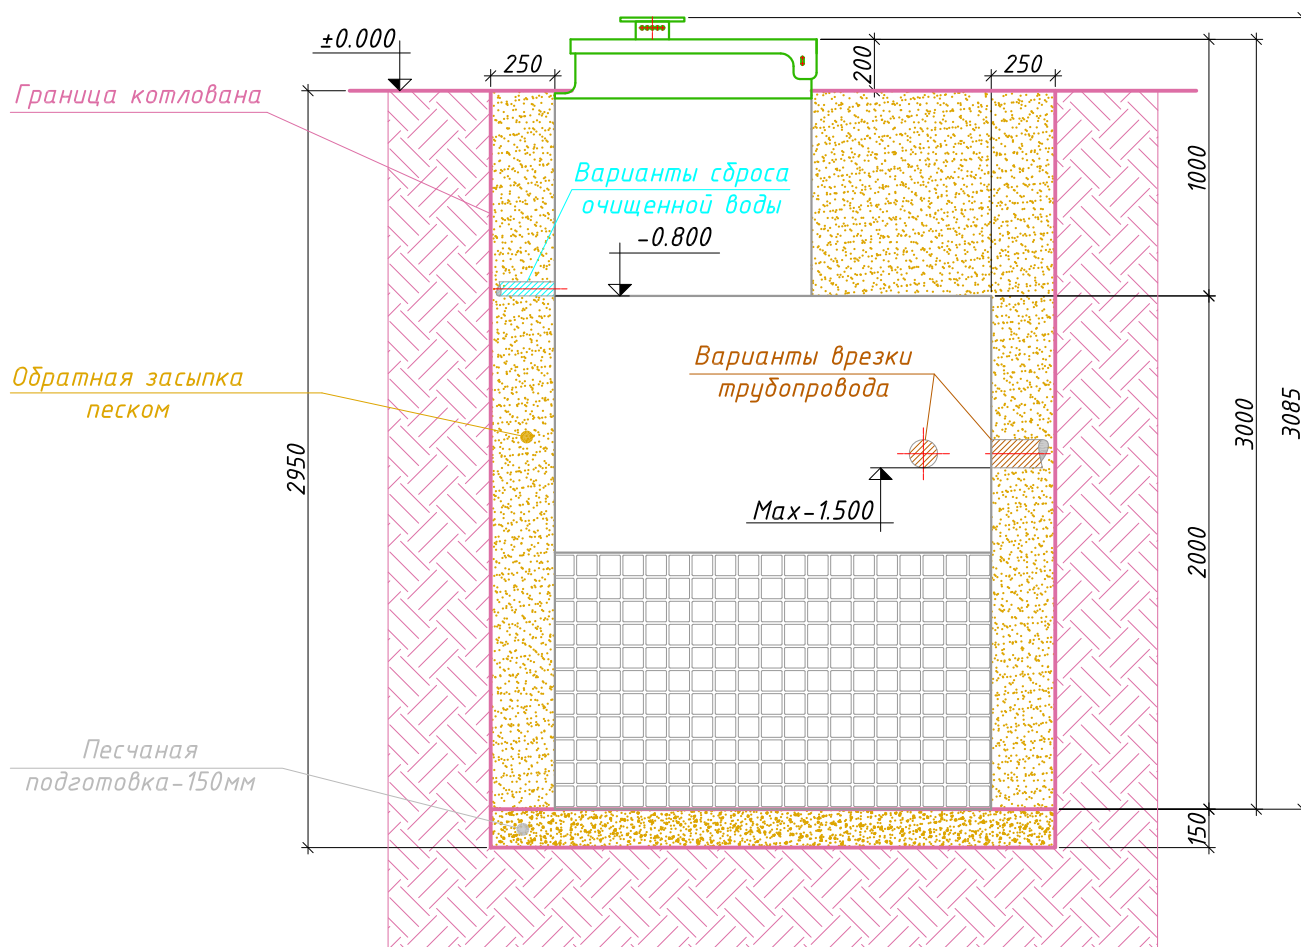 ±0.000
250
200
250
Граница котлована
1000
Варианты сброса
очищенной воды
-0.800
Варианты врезки
трубопровода
Обратная засыпка
песком
3000
3085
2950
Max-1.500
2000
Песчаная
подготовка-150мм
150